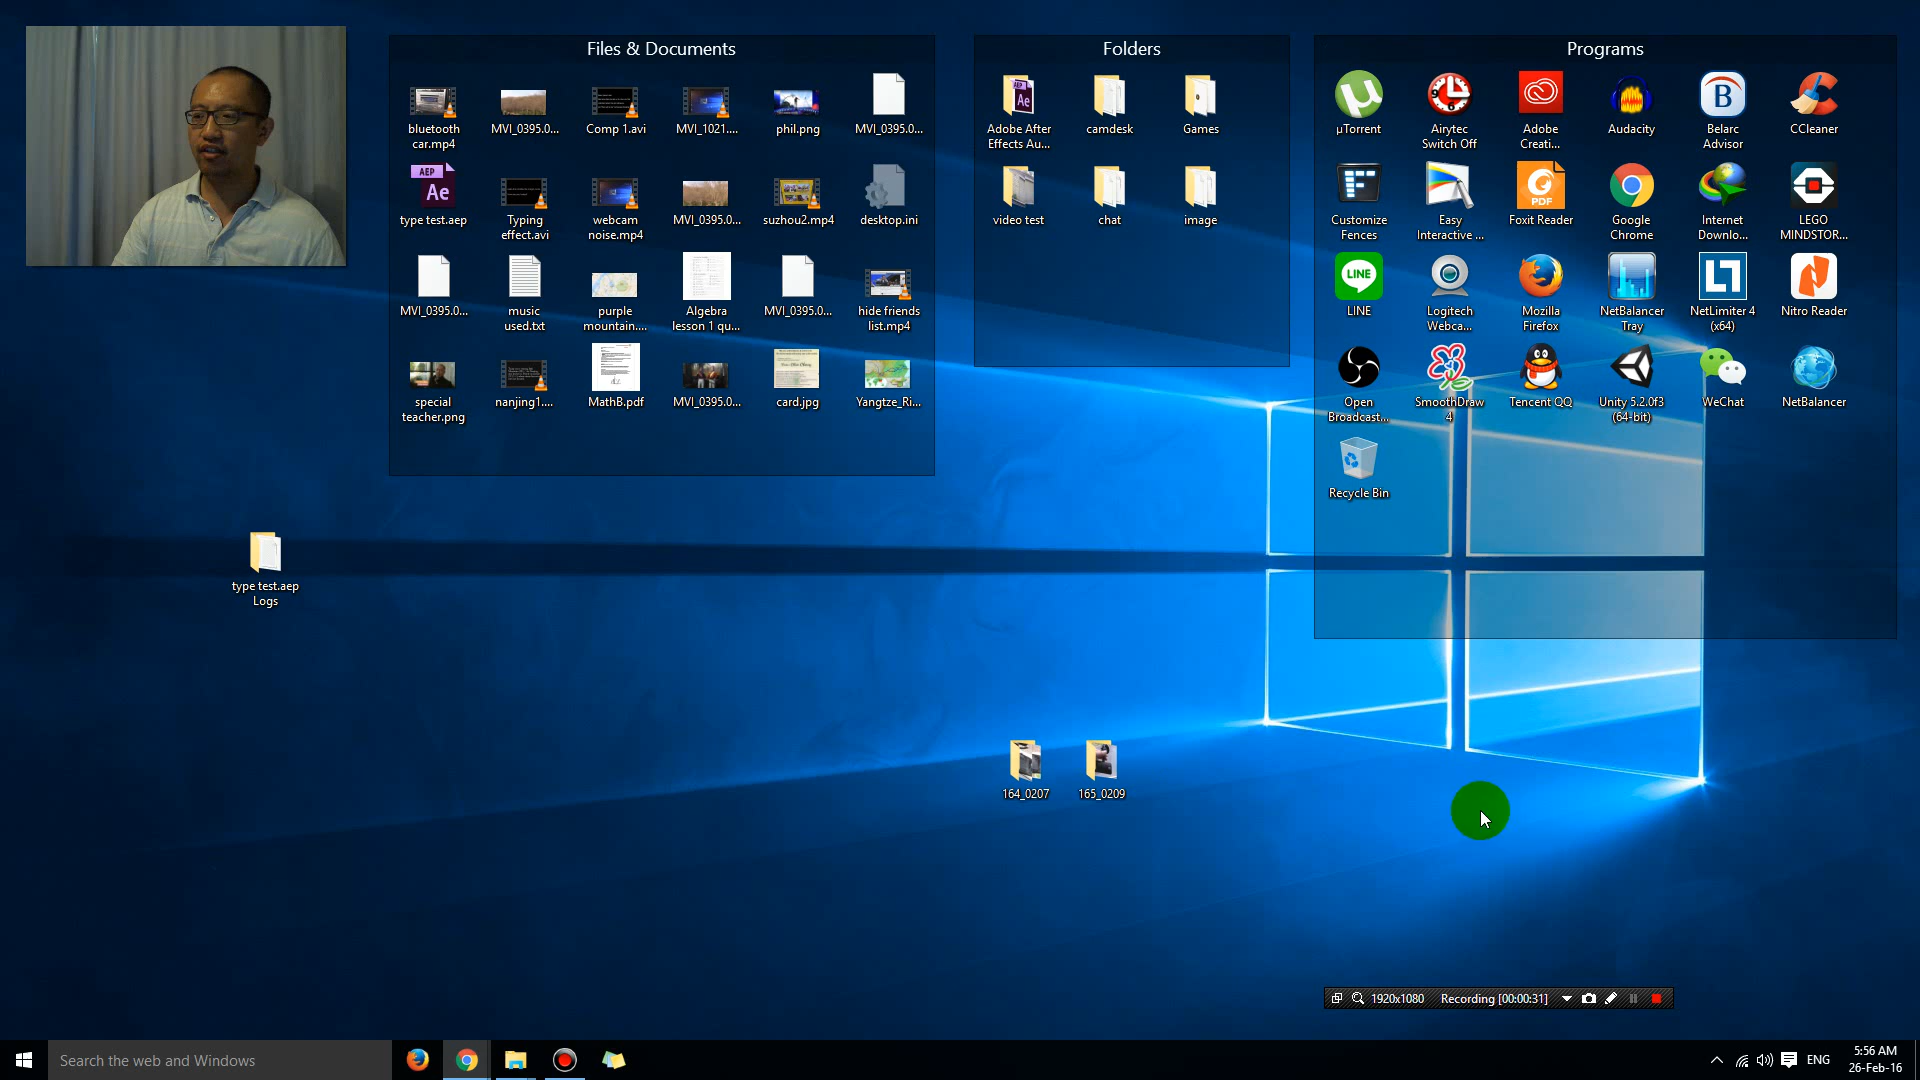 Files & Documents
bluetooth
car.mp4
MVI_0395.0...
Comp 1.avi
MVI_1021....
phil.png
MVI_0395.0...
type test.aep
Typing
effect.avi
webcam
noise.mp4
MVI_0395.0...
suzhou2.mp4
desktop.ini
MVI_0395.0...
music
used.txt
purple
mountain....
Algebra
lesson 1 qu...
MVI_0395.0...
hide friends
list.mp4
special
teacher.png
nanjing1....
MathB.pdf
MVI_0395.0...
card.jpg
Yangtze_Ri...
Folders
Adobe After
Effects Au...
camdesk
Games
video test
chat
image
Programs
µTorrent
Airytec
Switch Off
Adobe
Creati...
Audacity
Belarc
Advisor
CCleaner
Customize
Fences
Easy
Interactive ...
Foxit Reader
Google
Chrome
Internet
Downlo...
LEGO
MINDSTOR...
LINE
Logitech
Webca...
Mozilla
Firefox
NetBalancer
Tray
NetLimiter 4
(x64)
Nitro Reader
Open
Broadcast...
SmoothDraw
4
Tencent QQ
Unity 5.2.0f3
(64-bit)
WeChat
NetBalancer
Recycle Bin
AEP
Ae
Ae
PDF
LINE
type test.aep
Logs
164_0207
165_0209
1920x1080 Recording [00:00:31]
Search the web and Windows
ENG
5:56 AM
26-Feb-16